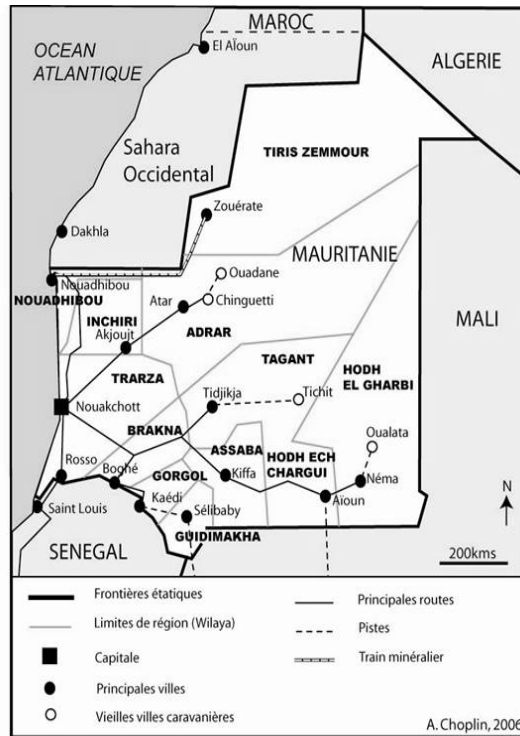 MAROC
OCEAN
ATLANTIQUE
El AÏoun
ALGERIE
Sahara
Occidental
TIRIS ZEMMOUR
Zouérate
Dakhla
MAURITANIE
Ouadane
Nouadhibou
NOUADHIBOU
Atar
Chinguetti
INCHIRI
ADRAR
MALI
Akjoujt
TAGANT
HODH
EL GHARBI
TRARZA
Tidjikja
Tichit
Nouakchott
BRAKNA
Oualata
ASSABA
HODH ECH
CHARGUI
Rosso
Boghé
GORGOL
Kiffa
Néma
Kaédi
Aïoun
Saint Louis
Sélibaby
N
SENEGAL
GUIDIMAKHA
200kms
Frontières étatiques
Principales routes
Limites de région (Wilaya)
Pistes
Capitale
Train minéralier
Principales villes
Vieilles villes caravanières
A. Choplin, 2006